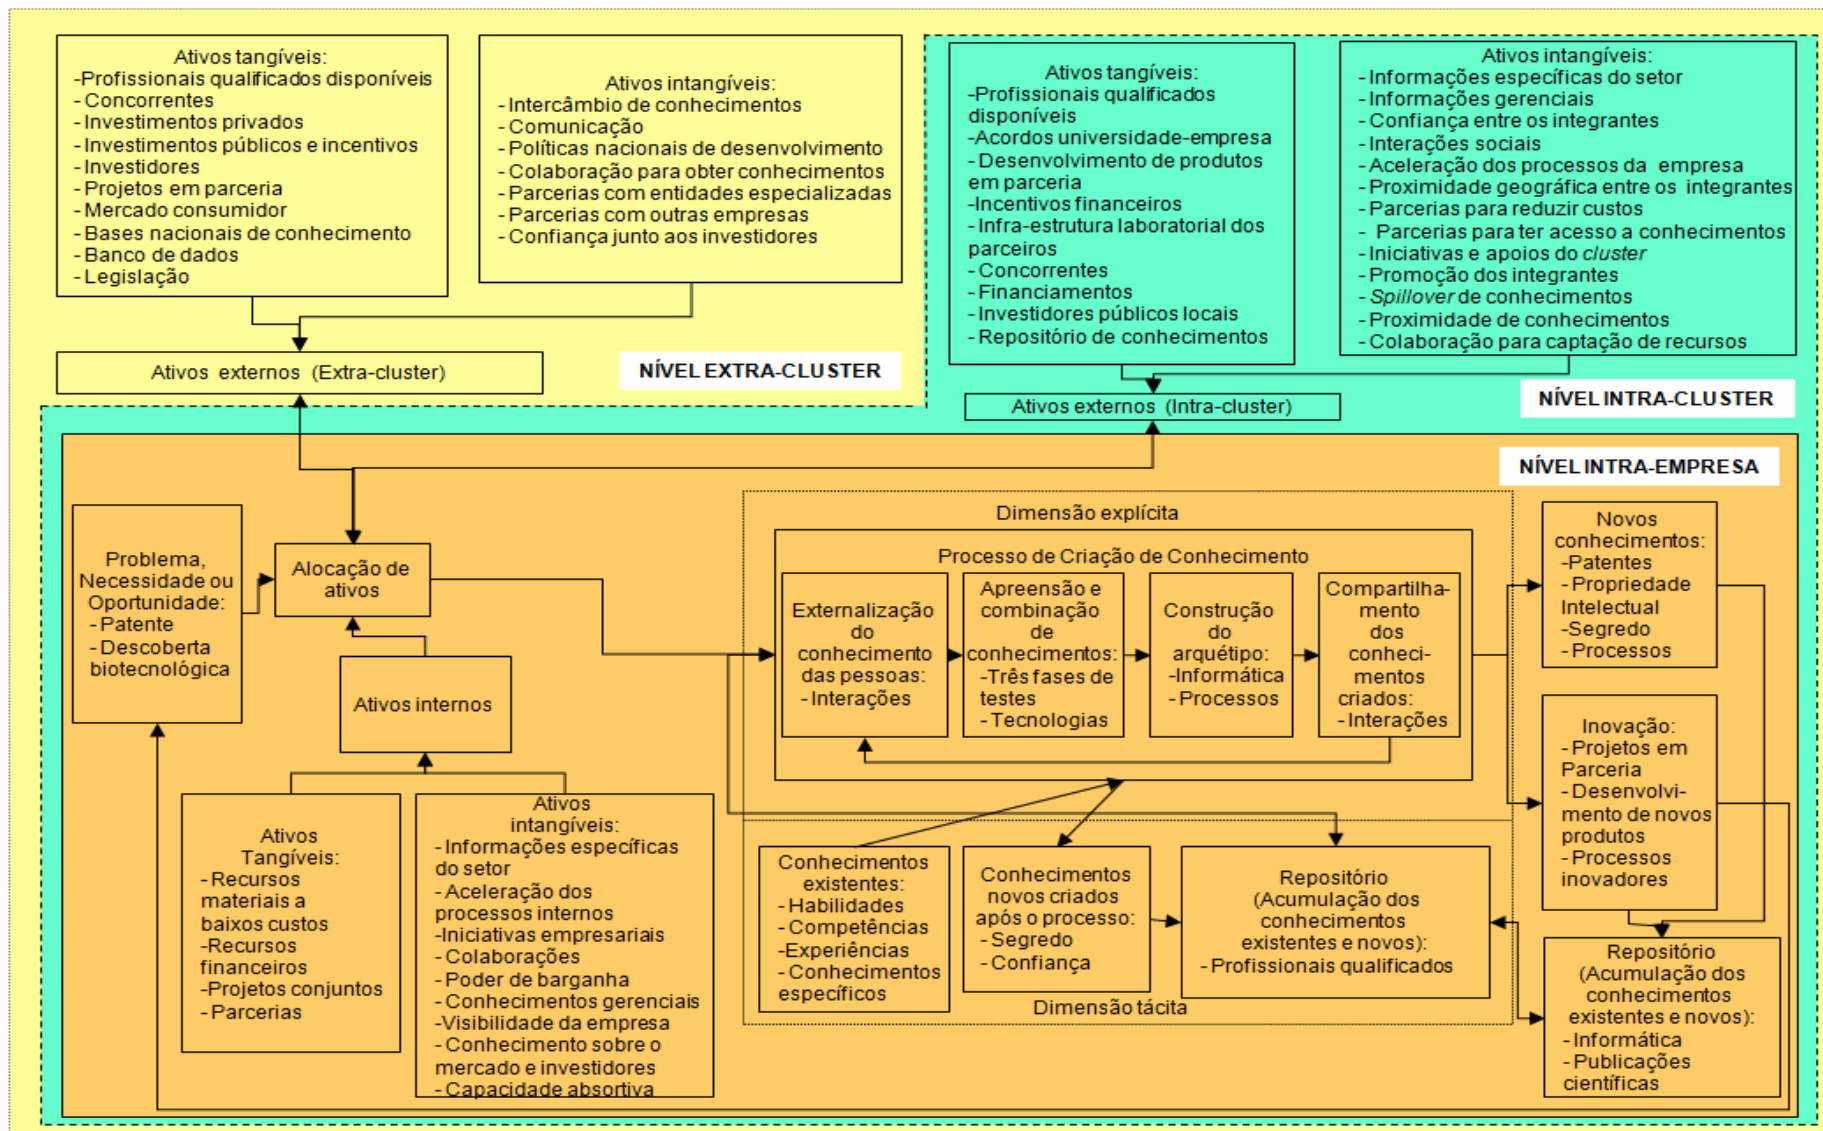 Ativos tangíveis:
-Profissionais qualificados disponíveis
- Concorrentes
- Investimentos privados
- Investimentos públicos e incentivos
- Investidores
- Projetos em parceria
- Mercado consumidor
- Bases nacionais de conhecimento
- Banco de dados
- Legislação
Ativos intangíveis:
- Intercâmbio de conhecimentos
- Comunicação
- Políticas nacionais de desenvolvimento
- Colaboração para obter conhecimentos
- Parcerias com entidades especializadas
- Parcerias com outras empresas
- Confiança junto aos investidores
Ativos externos (Extra-cluster)
NÍVEL EXTRA-CLUSTER
Ativos tangíveis:
-Profissionais qualificados
disponíveis
-Acordos universidade-empresa
- Desenvolvimento de produtos
em parceria
-Incentivos financeiros
- Infra-estrutura laboratorial dos
parceiros
- Concorrentes
- Financiamentos
- Investidores públicos locais
- Repositório de conhecimentos
Ativos intangíveis:
- Informações específicas do setor
- Informações gerenciais
- Confiança entre os integrantes
- Interações sociais
- Aceleração dos processos da empresa
- Proximidade geográfica entre os integrantes
- Parcerias para reduzir custos
- Parcerias para ter acesso a conhecimentos
- Iniciativas e apoios do cluster
- Promoção dos integrantes
- Spillover de conhecimentos
- Proximidade de conhecimentos
- Colaboração para captação de recursos
Ativos externos (Intra-cluster)
NÍVEL INTRA-CLUSTER
NÍVEL INTRA-EMPRESA
Problema,
Necessidade ou
Oportunidade:
- Patente
- Descoberta
biotecnológica
Alocação de
ativos
Ativos internos
Ativos
Tangíveis:
- Recursos
materiais a
baixos custos
-Recursos
financeiros
-Projetos conjuntos
- Parcerias
Ativos
intangíveis:
- Informações específicas
do setor
- Aceleração dos
processos internos
-Iniciativas empresariais
- Colaborações
- Poder de barganha
- Conhecimentos gerenciais
-Visibilidade da empresa
- Conhecimento sobre o
mercado e investidores
- Capacidade absortiva
Dimensão explícita
Processo de Criação de Conhecimento
Externalização
do
conhecimento
das pessoas:
- Interações
Apreensão e
combinação
de
conhecimentos:
-Três fases de
testes
- Tecnologias
Construção
do
arquétipo:
-Informática
- Processos
Compartilha-
mento
dos
conheci-
mentos
criados:
- Interações
Conhecimentos
existentes:
- Habilidades
- Competências
-Experiências
- Conhecimentos
específicos
Conhecimentos
novos criados
após o processo:
- Segredo
- Confiança
Repositório
(Acumulação dos
conhecimentos
existentes e novos):
- Profissionais qualificados
Dimensão tácita
Novos
conhecimentos:
-Patentes
- Propriedade
Intelectual
-Segredo
- Processos
Inovação:
- Projetos em
Parceria
- Desenvolvi-
mento de novos
produtos
- Processos
inovadores
Repositório
(Acumulação dos
conhecimentos
existentes e novos):
- Informática
- Publicações
científicas